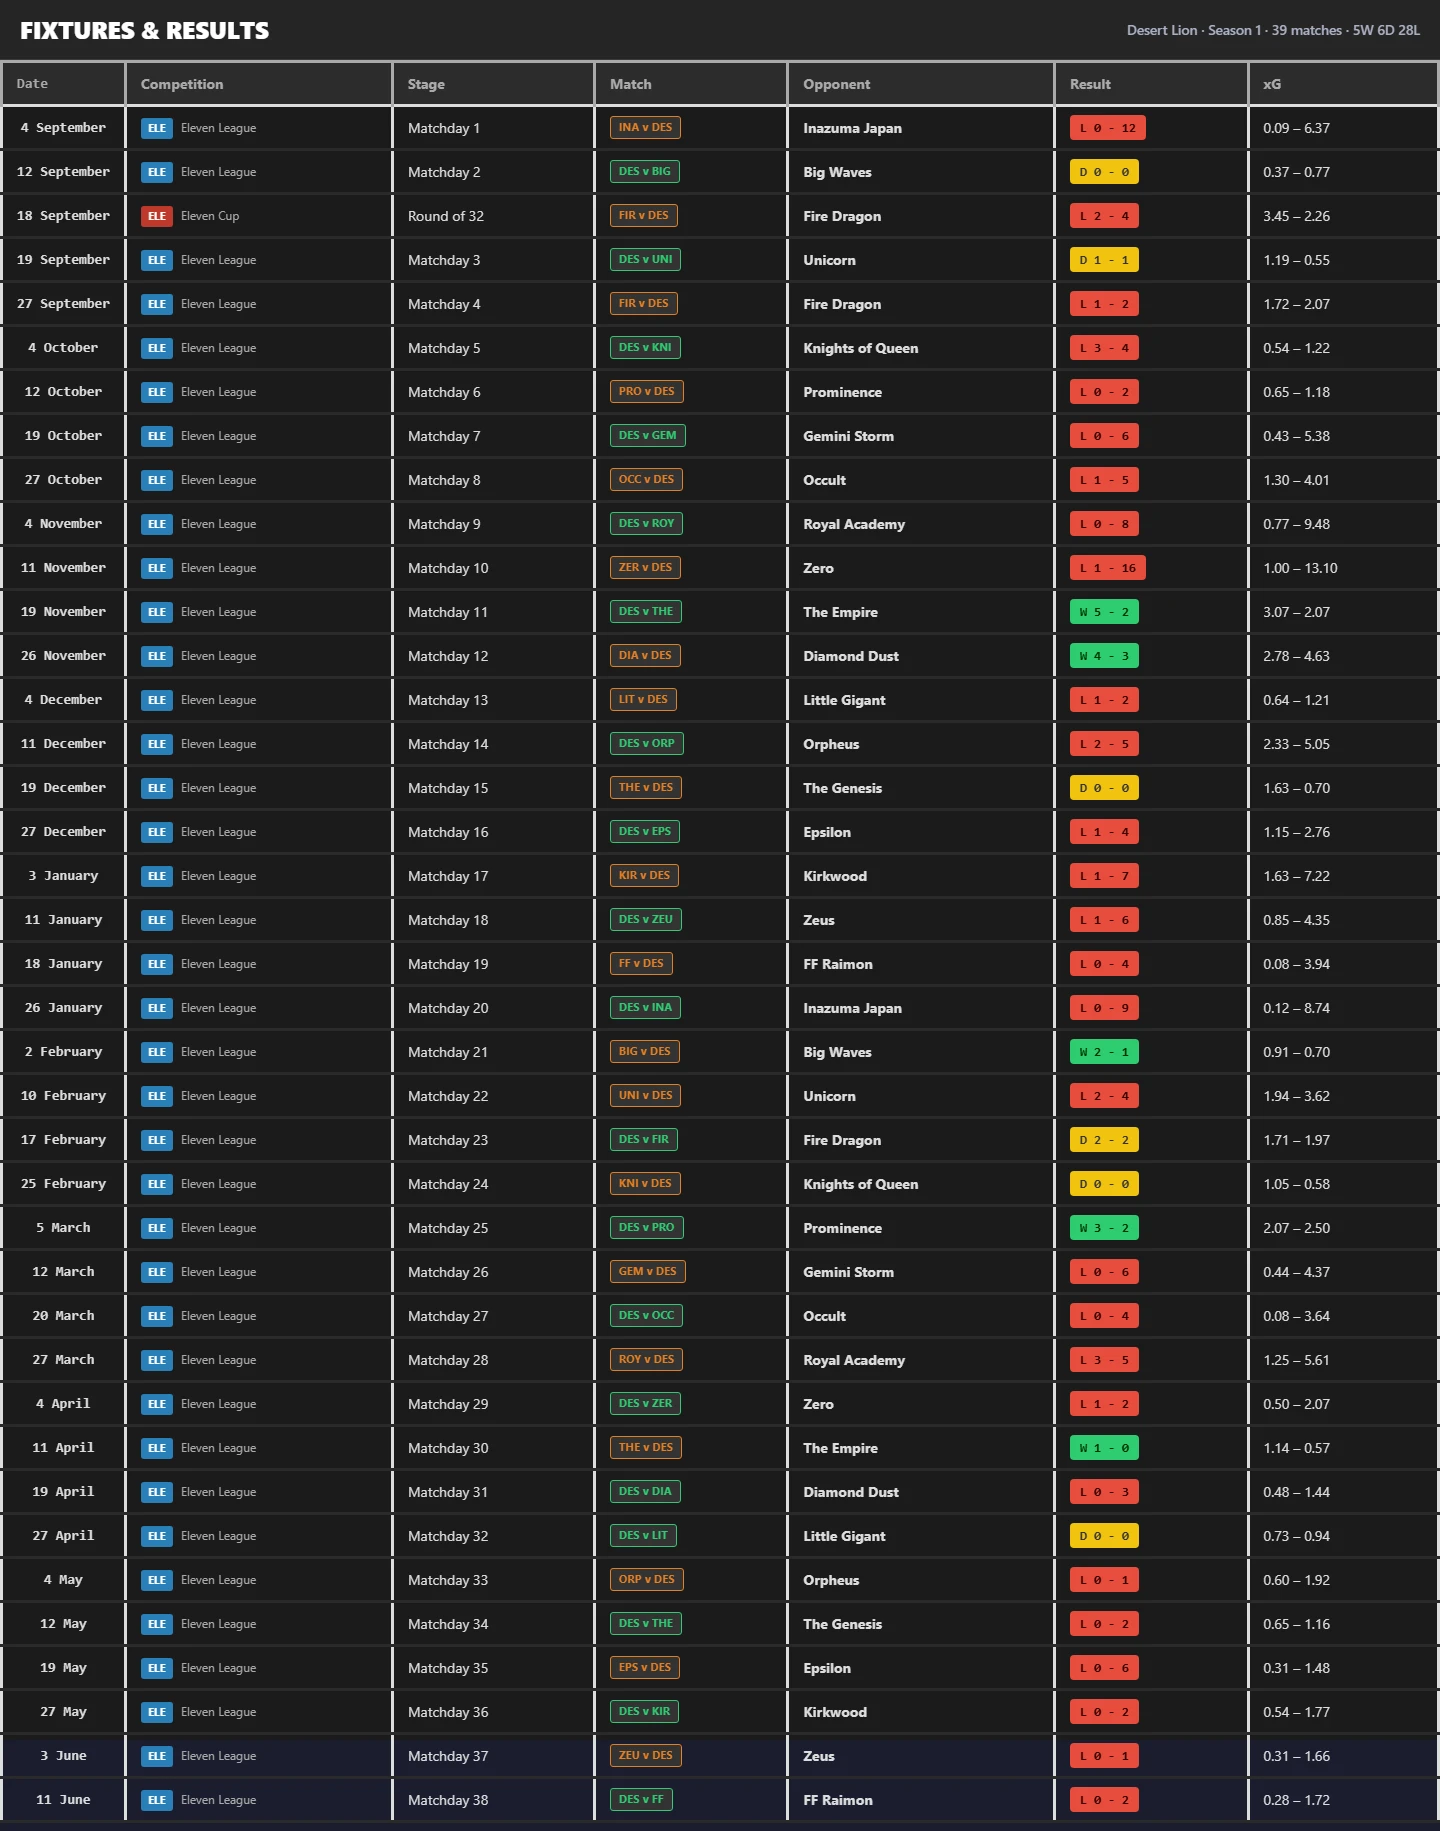 FIXTURES & RESULTS
Desert Lion · Season 1 · 39 matches · 5W 6D 28L
Date Competition Stage Match Opponent Result xG
4 September ELE Eleven League Matchday 1 INA v DES Inazuma Japan L 0 - 12 0.09 – 6.37
12 September ELE Eleven League Matchday 2 DES v BIG Big Waves D 0 - 0 0.37 – 0.77
18 September ELE Eleven Cup Round of 32 FIR v DES Fire Dragon L 2 - 4 3.45 – 2.26
19 September ELE Eleven League Matchday 3 DES v UNI Unicorn D 1 - 1 1.19 – 0.55
27 September ELE Eleven League Matchday 4 FIR v DES Fire Dragon L 1 - 2 1.72 – 2.07
4 October ELE Eleven League Matchday 5 DES v KNI Knights of Queen L 3 - 4 0.54 – 1.22
12 October ELE Eleven League Matchday 6 PRO v DES Prominence L 0 - 2 0.65 – 1.18
19 October ELE Eleven League Matchday 7 DES v GEM Gemini Storm L 0 - 6 0.43 – 5.38
27 October ELE Eleven League Matchday 8 OCC v DES Occult L 1 - 5 1.30 – 4.01
4 November ELE Eleven League Matchday 9 DES v ROY Royal Academy L 0 - 8 0.77 – 9.48
11 November ELE Eleven League Matchday 10 ZER v DES Zero L 1 - 16 1.00 – 13.10
19 November ELE Eleven League Matchday 11 DES v THE The Empire W 5 - 2 3.07 – 2.07
26 November ELE Eleven League Matchday 12 DIA v DES Diamond Dust W 4 - 3 2.78 – 4.63
4 December ELE Eleven League Matchday 13 LIT v DES Little Gigant L 1 - 2 0.64 – 1.21
11 December ELE Eleven League Matchday 14 DES v ORP Orpheus L 2 - 5 2.33 – 5.05
19 December ELE Eleven League Matchday 15 THE v DES The Genesis D 0 - 0 1.63 – 0.70
27 December ELE Eleven League Matchday 16 DES v EPS Epsilon L 1 - 4 1.15 – 2.76
3 January ELE Eleven League Matchday 17 KIR v DES Kirkwood L 1 - 7 1.63 – 7.22
11 January ELE Eleven League Matchday 18 DES v ZEU Zeus L 1 - 6 0.85 – 4.35
18 January ELE Eleven League Matchday 19 FF v DES FF Raimon L 0 - 4 0.08 – 3.94
26 January ELE Eleven League Matchday 20 DES v INA Inazuma Japan L 0 - 9 0.12 – 8.74
2 February ELE Eleven League Matchday 21 BIG v DES Big Waves W 2 - 1 0.91 – 0.70
10 February ELE Eleven League Matchday 22 UNI v DES Unicorn L 2 - 4 1.94 – 3.62
17 February ELE Eleven League Matchday 23 DES v FIR Fire Dragon D 2 - 2 1.71 – 1.97
25 February ELE Eleven League Matchday 24 KNI v DES Knights of Queen D 0 - 0 1.05 – 0.58
5 March ELE Eleven League Matchday 25 DES v PRO Prominence W 3 - 2 2.07 – 2.50
12 March ELE Eleven League Matchday 26 GEM v DES Gemini Storm L 0 - 6 0.44 – 4.37
20 March ELE Eleven League Matchday 27 DES v OCC Occult L 0 - 4 0.08 – 3.64
27 March ELE Eleven League Matchday 28 ROY v DES Royal Academy L 3 - 5 1.25 – 5.61
4 April ELE Eleven League Matchday 29 DES v ZER Zero L 1 - 2 0.50 – 2.07
11 April ELE Eleven League Matchday 30 THE v DES The Empire W 1 - 0 1.14 – 0.57
19 April ELE Eleven League Matchday 31 DES v DIA Diamond Dust L 0 - 3 0.48 – 1.44
27 April ELE Eleven League Matchday 32 DES v LIT Little Gigant D 0 - 0 0.73 – 0.94
4 May ELE Eleven League Matchday 33 ORP v DES Orpheus L 0 - 1 0.60 – 1.92
12 May ELE Eleven League Matchday 34 DES v THE The Genesis L 0 - 2 0.65 – 1.16
19 May ELE Eleven League Matchday 35 EPS v DES Epsilon L 0 - 6 0.31 – 1.48
27 May ELE Eleven League Matchday 36 DES v KIR Kirkwood L 0 - 2 0.54 – 1.77
3 June ELE Eleven League Matchday 37 ZEU v DES Zeus L 0 - 1 0.31 – 1.66
11 June ELE Eleven League Matchday 38 DES v FF FF Raimon L 0 - 2 0.28 – 1.72